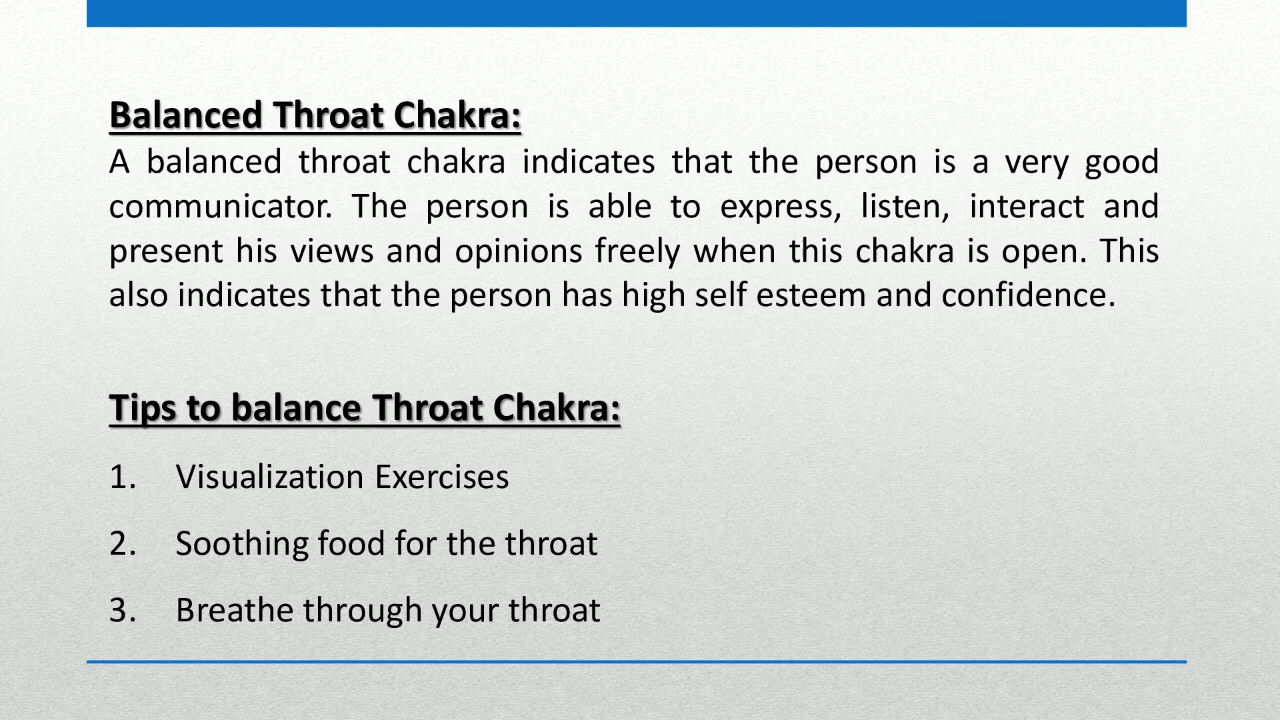 Balanced Throat Chakra:
A balanced throat chakra indicates that the person is a very good
communicator. The person is able to express, listen, interact and
present his views and opinions freely when this chakra is open. This
also indicates that the person has high self esteem and confidence.
Tips to balance Throat Chakra:
1. Visualization Exercises
2. Soothing food for the throat
3. Breathe through your throat